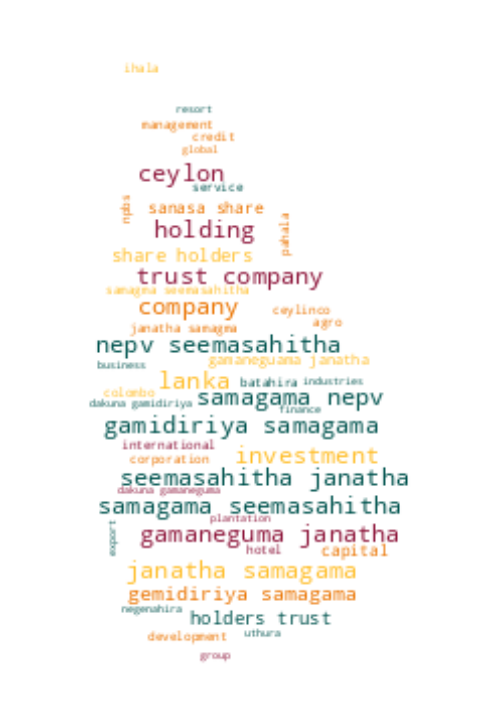 ihala
resort
management
credit
global
ceylon
service
npbs
sanasa share
holding
pahala
share holders
trust company
samagma seemasahitha
company
ceylinco
agro
janatha samagma
nepv seemasahitha
gamaneguama janatha
business
lanka
batahira
industries
colombo
samagama nepv
dakuna gamidiriya
finance
gamidiriya samagama
international
investment
corporation
seemasahitha janatha
dakuna gamaneguma
samagama seemasahitha
plantation
export
gamaneguma janatha
hotel
capital
janatha samagama
gemidiriya samagama
negenahira
holders trust
uthura
development
group